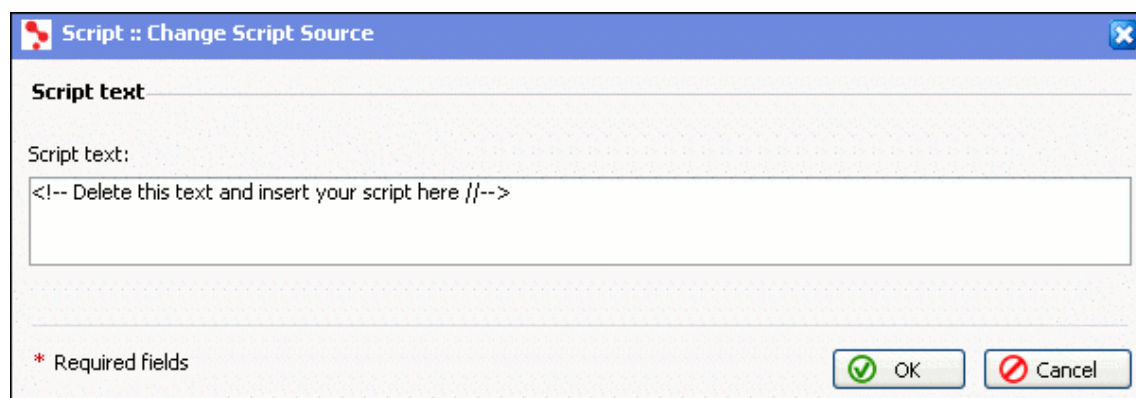 Script :: Change Script Source
Script text
Script text:
<!-- Delete this text and insert your script here //-->
* Required fields
OK Cancel